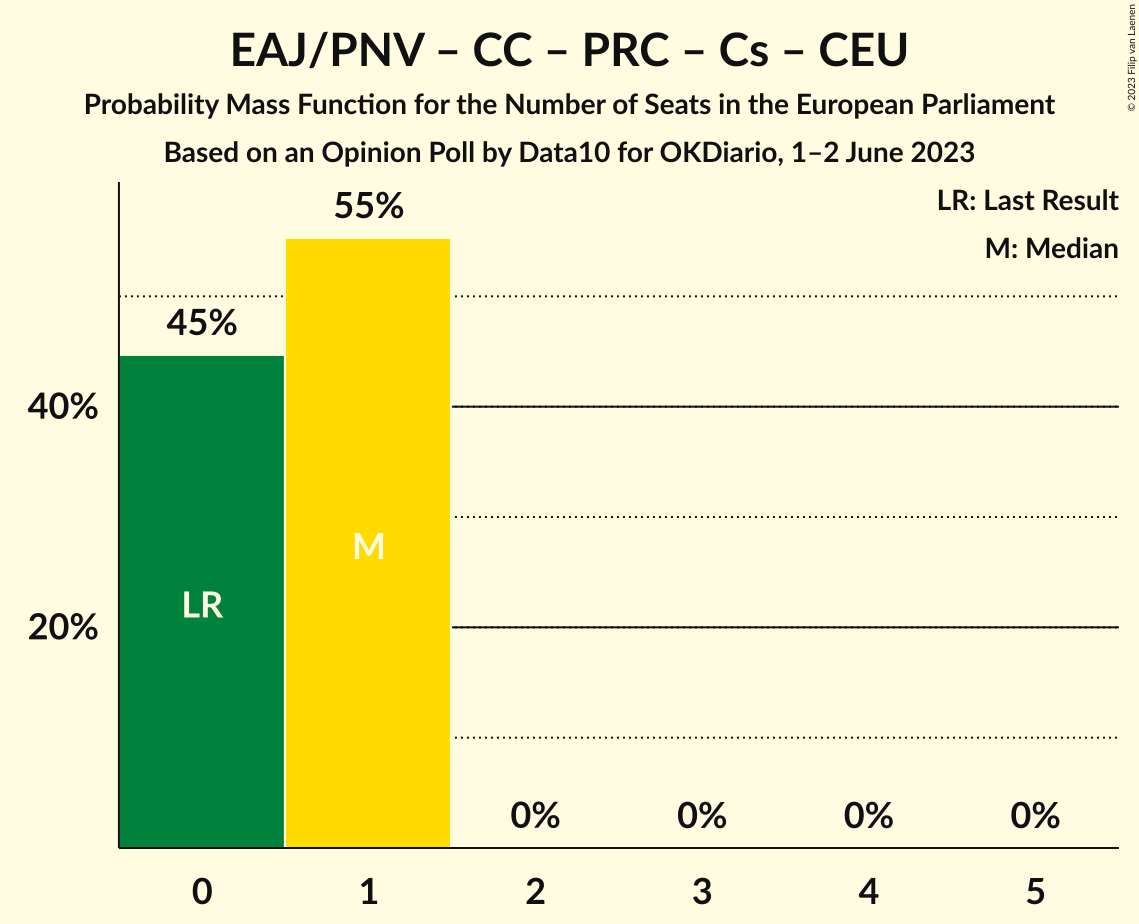 EAJ/PNV – CC – PRC – Cs – CEU
Probability Mass Function for the Number of Seats in the European Parliament
Based on an Opinion Poll by Data10 for OKDiario, 1–2 June 2023
© 2023 Filip van Laenen
LR: Last Result
M: Median
55%
45%
40%
20%
M
LR
0% 0% 0% 0%
0 1 2 3 4 5